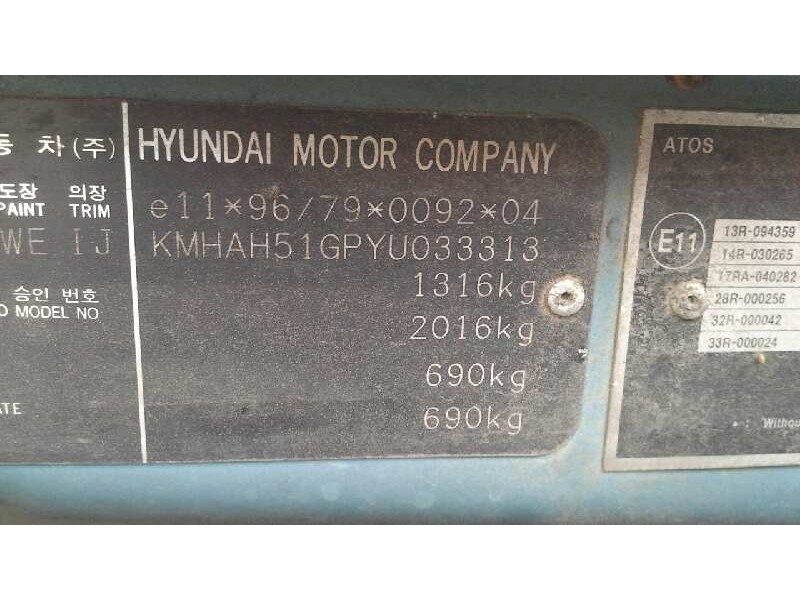 동 차 (주) HYUNDAI MOTOR COMPANY
도장 의장
PAINT TRIM
e11*96/79*0092*04
WE IJ KMHAH51GPYU033313
1316kg
승인 번호
MODEL NO
2016kg
690kg
690kg
ATOS
E11
13R-094359
14R-030265
17RA-040282
28R-000256
32R-000042
33R-000024
• : Withou